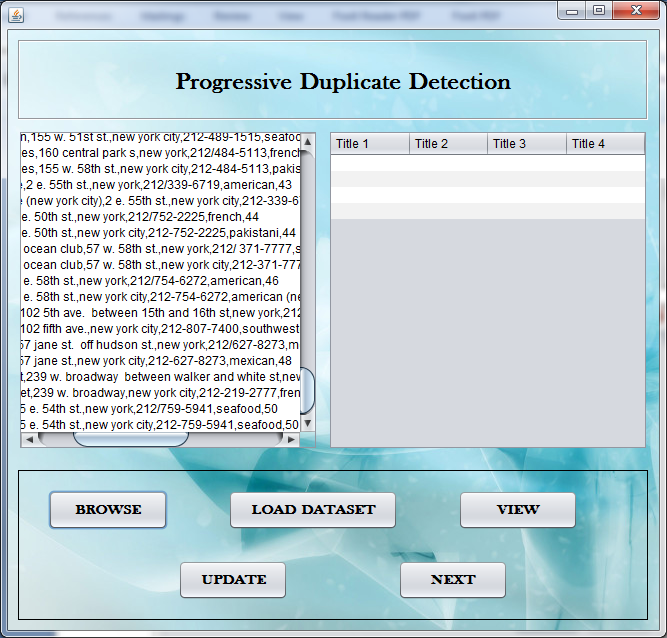 Progressive Duplicate Detection
n,155 w. 51st st.,new york city,212-489-1515,seafood
es,160 central park s,new york,212/484-5113,french
es,155 w. 58th st.,new york city,212-484-5113,pakis
,2 e. 55th st.,new york,212/339-6719,american,43
(new york city),2 e. 55th st.,new york city,212-339-6
e. 50th st.,new york,212/752-2225,french,44
e. 50th st.,new york city,212-752-2225,pakistani,44
ocean club,57 w. 58th st.,new york,212/ 371-7777,s
ocean club,57 w. 58th st.,new york city,212-371-777
e. 58th st.,new york,212/754-6272,american,46
e. 58th st.,new york city,212-754-6272,american (ne
102 5th ave.  between 15th and 16th st,new york,212
102 fifth ave.,new york city,212-807-7400,southwest
57 jane st.  off hudson st.,new york,212/627-8273,m
57 jane st.,new york city,212-627-8273,mexican,48
t,239 w. broadway  between walker and white st,new
et,239 w. broadway,new york city,212-219-2777,fren
5 e. 54th st.,new york,212/759-5941,seafood,50
5 e. 54th st.,new york city,212-759-5941,seafood,50
Title 1 Title 2 Title 3 Title 4
BROWSE LOAD DATASET VIEW
UPDATE NEXT